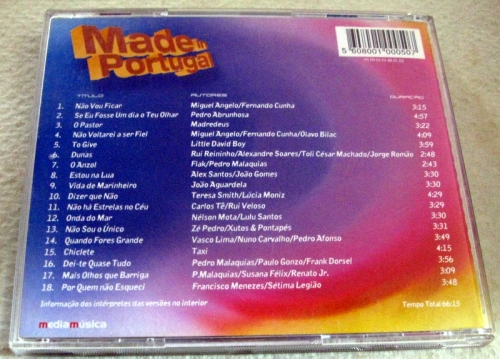 Made in
Portugal
5 608001 000507
TÍTULO AUTORES DURAÇÃO
1. Não Vou Ficar Miguel Angelo/Fernando Cunha 3:15
2. Se Eu Fosse Um dia o Teu Olhar Pedro Abrunhosa 4:57
3. O Pastor Madredeus 3:22
4. Não Voltarei a ser Fiel Miguel Angelo/Fernando Cunha/Olavo Bilac 4:09
5. To Give Little David Boy 3:59
6. Dunas Rui Reininho/Alexandre Soares/Toli César Machado/Jorge Romão 2:48
7. O Anzol Flak/Pedro Malaquias 2:43
8. Estou na Lua Alex Santos/João Gomes 3:30
9. Vida de Marinheiro João Aguardela 3:30
10. Dizer que Não Teresa Smith/Lúcia Moniz 4:29
11. Não há Estrelas no Céu Carlos Tê/Rui Veloso 3:29
12. Onda do Mar Nélson Mota/Lulu Santos 3:40
13. Não Sou o Único Zé Pedro/Xutos & Pontapés 3:31
14. Quando Fores Grande Vasco Lima/Nuno Carvalho/Pedro Afonso 3:49
15. Chiclete Taxi 4:15
16. Dei-te Quase Tudo Pedro Malaquias/Paulo Gonzo/Frank Dorsel 3:56
17. Mais Olhos que Barriga P.Malaquias/Susana Félix/Renato Jr. 3:09
18. Por Quem não Esqueci Francisco Menezes/Sétima Legião 3:48
Informação dos intérpretes das versões no interior Tempo Total 66:15
mediamúsica